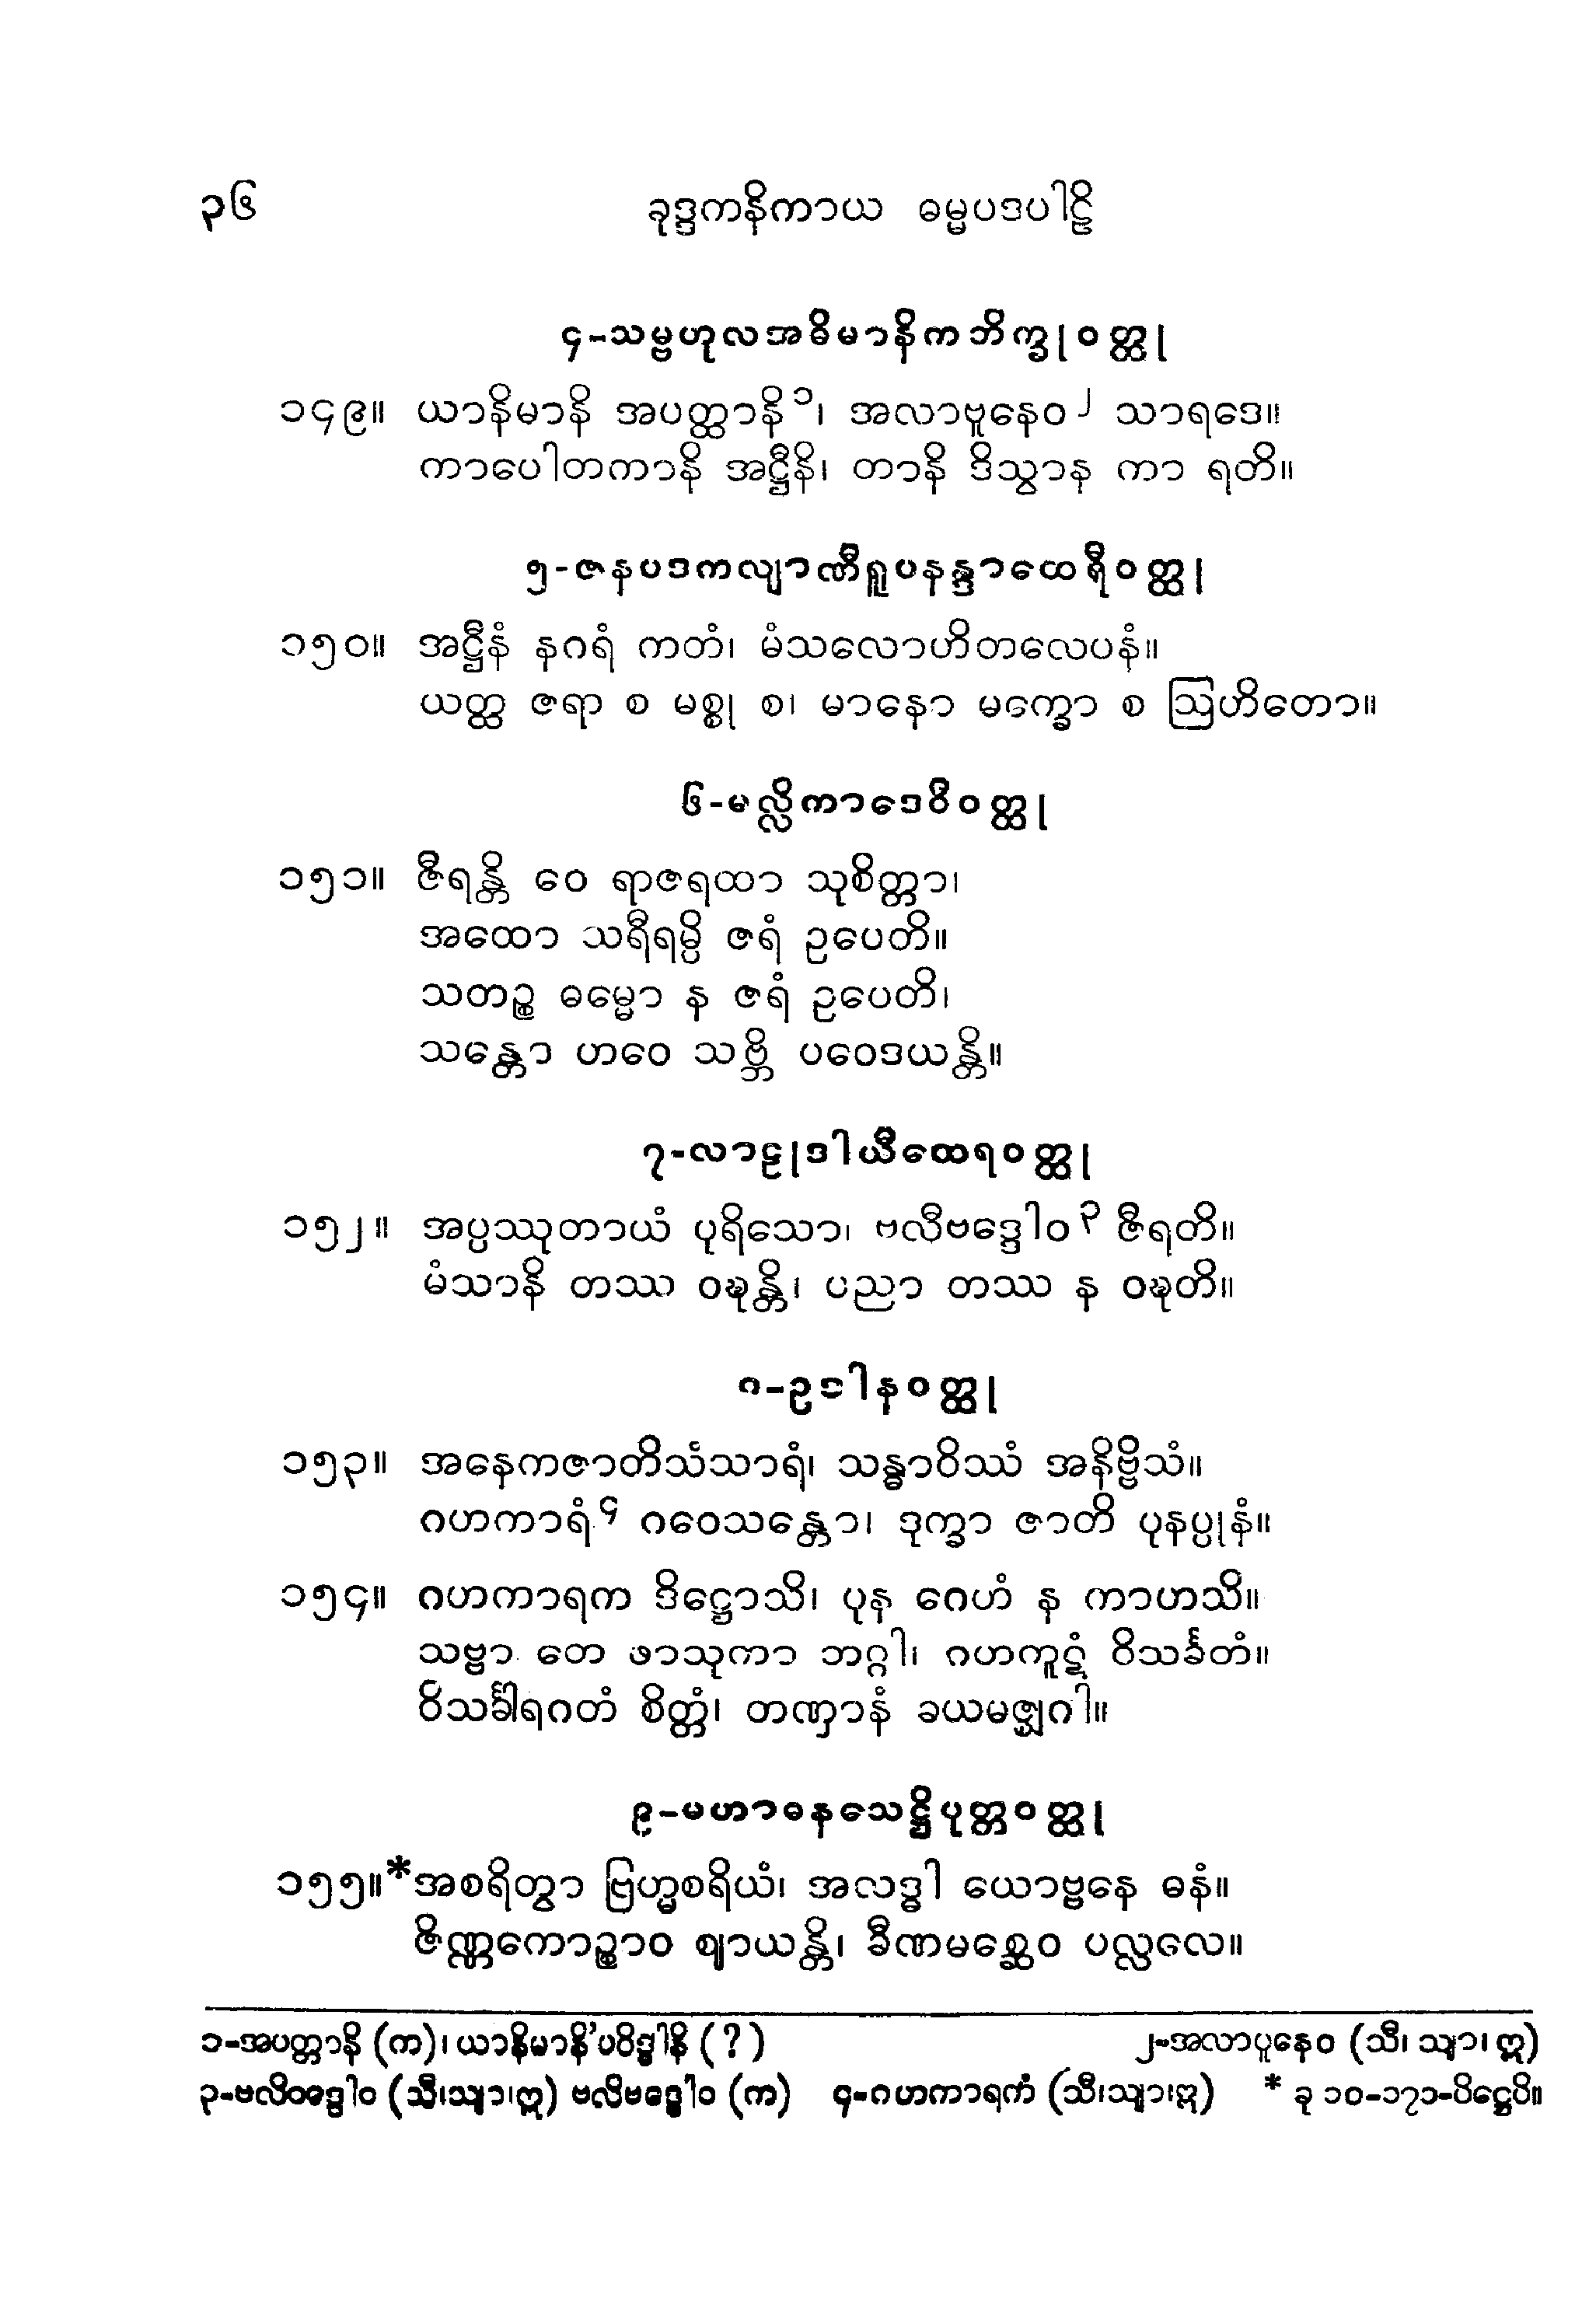 ၃၆ ခုဒ္ဒကနိကာယ ဓမ္မပဒပါဠိ
၄-သမ္ဗဟုလအဓိမာနိကဘိက္ခုဝတ္ထု
၁၄၉။ ယာနိမာနိ အပတ္ထာနိ၁၊ အလာဗူနေဝ၂ သာရဒေ။
ကာပေါတကာနိ အဋ္ဌီနိ၊ တာနိ ဒိသွာန ကာ ရတိ။
၅-ဇနပဒကလျာဏီရူပနန္ဒာထေရီဝတ္ထု
၁၅၀။ အဋ္ဌီနံ နဂရံ ကတံ၊ မံသလောဟိတလေပနံ။
ယတ္ထ ဇရာ စ မစ္စု စ၊ မာနော မက္ခော စ ဩဟိတော။
၆-မလ္လိကာဒေဝီဝတ္ထု
၁၅၁။ ဇီရန္တိ ဝေ ရာဇရထာ သုစိတ္တာ၊
အထော သရီရမ္ပိ ဇရံ ဥပေတိ။
သတဉ္စ ဓမ္မော န ဇရံ ဥပေတိ၊
သန္တော ဟဝေ သဗ္ဘိ ပဝေဒယန္တိ။
၇-လာဠုဒါယီထေရဝတ္ထု
၁၅၂။ အပ္ပဿုတာယံ ပုရိသော၊ ဗလီဗဒ္ဒေါဝ၃ ဇီရတိ။
မံသာနိ တဿ ဝဍ္ဎန္တိ၊ ပညာ တဿ န ဝဍ္ဎတိ။
၈-ဥဒါနဝတ္ထု
၁၅၃။ အနေကဇာတိသံသာရံ၊ သန္ဓာဝိဿံ အနိဗ္ဗိသံ။
ဂဟကာရံ၄ ဂဝေသန္တော၊ ဒုက္ခာ ဇာတိ ပုနပ္ပုနံ။
၁၅၄။ ဂဟကာရက ဒိဋ္ဌောသိ၊ ပုန ဂေဟံ န ကာဟသိ။
သဗ္ဗာ တေ ဖာသုကာ ဘဂ္ဂါ၊ ဂဟကူဋံ ဝိသင်္ခတံ။
ဝိသင်္ခါရဂတံ စိတ္တံ၊ တဏှာနံ ခယမဇ္ဈဂါ။
၉-မဟာဓနသေဋ္ဌိပုတ္တဝတ္ထု
၁၅၅။*အစရိတွာ ဗြဟ္မစရိယံ၊ အလဒ္ဓါ ယောဗ္ဗနေ ဓနံ။
ဇိဏ္ဏကောဉ္စာဝ ဈာယန္တိ၊ ခီဏမစ္ဆေဝ ပလ္လလေ။
၁-အပတ္တာနိ (က)၊ ယာနိမာနိ'ပဝိဒ္ဓါနိ (?) ၂-အလာပူနေဝ (သီ၊ သျာ၊ ဣ)
၃-ဗလိဝဒ္ဒေါဝ (သီ၊သျာ၊ဣ) ဗလိဗဒ္ဒေါဝ (က) ၄-ဂဟကာရကံ (သီ၊သျာ၊ဣ) * ခု ၁၀-၁၇၁-ပိဋ္ဌေပိ။